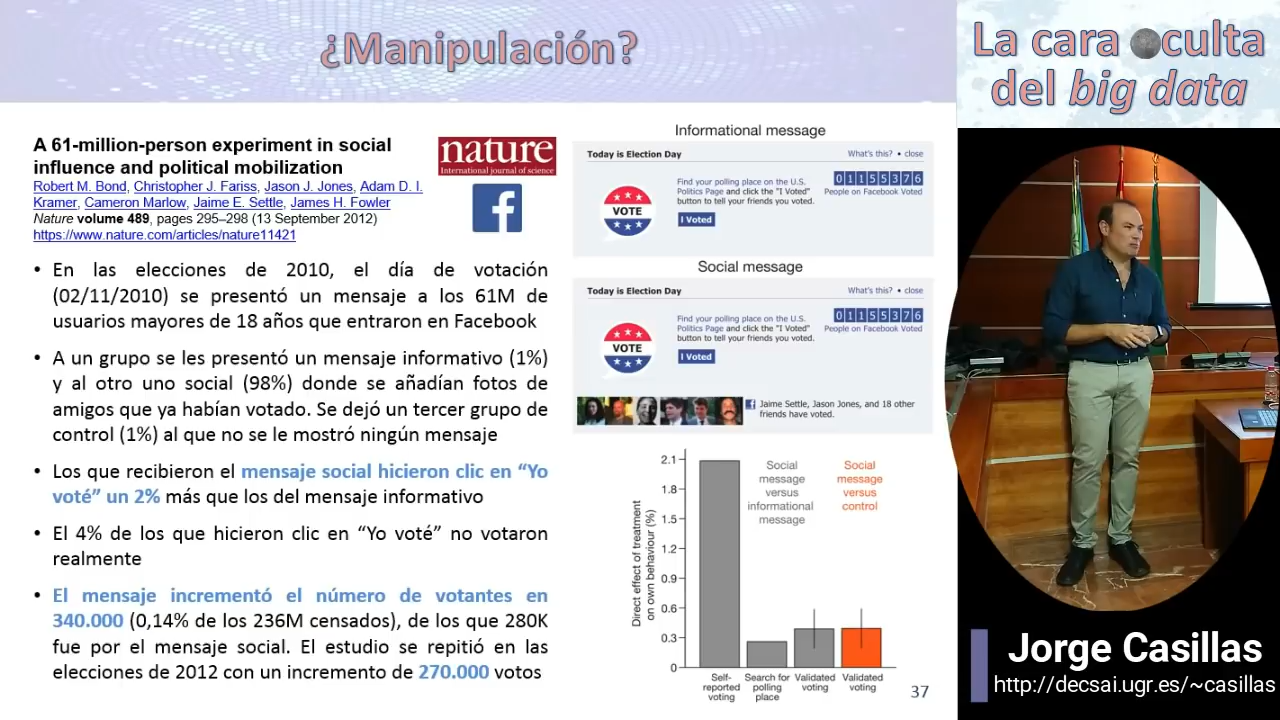 ¿Manipulación?
La cara oculta
del big data
A 61-million-person experiment in social
influence and political mobilization
Robert M. Bond, Christopher J. Fariss, Jason J. Jones, Adam D. I.
Kramer, Cameron Marlow, Jaime E. Settle, James H. Fowler
Nature volume 489, pages 295–298 (13 September 2012)
https://www.nature.com/articles/nature11421
nature
International journal of science
f
• En las elecciones de 2010, el día de votación
(02/11/2010) se presentó un mensaje a los 61M de
usuarios mayores de 18 años que entraron en Facebook
• A un grupo se les presentó un mensaje informativo (1%)
y al otro uno social (98%) donde se añadían fotos de
amigos que ya habían votado. Se dejó un tercer grupo de
control (1%) al que no se le mostró ningún mensaje
• Los que recibieron el mensaje social hicieron clic en “Yo
voté” un 2% más que los del mensaje informativo
• El 4% de los que hicieron clic en “Yo voté” no votaron
realmente
• El mensaje incrementó el número de votantes en
340.000 (0,14% de los 236M censados), de los que 280K
fue por el mensaje social. El estudio se repitió en las
elecciones de 2012 con un incremento de 270.000 votos
Informational message
Today is Election Day
What's this? • close
Find your polling place on the U.S.
Politics Page and click the "I Voted"
button to tell your friends you voted.
I Voted
VOTE
01155376
People on Facebook Voted
Social message
Today is Election Day
What's this? • close
Find your polling place on the U.S.
Politics Page and click the "I Voted"
button to tell your friends you voted.
I Voted
VOTE
01155376
People on Facebook Voted
f Jaime Settle, Jason Jones, and 18 other
friends have voted.
Direct effect of treatment
on own behaviour (%)
2.1
1.8
1.5
1.2
0.9
0.6
0.3
0
Social
message
versus
informational
message
Social
message
versus
control
Self-
reported
voting
Search for
polling
place
Validated
voting
Validated
voting
37
Jorge Casillas
http://decsai.ugr.es/~casillas